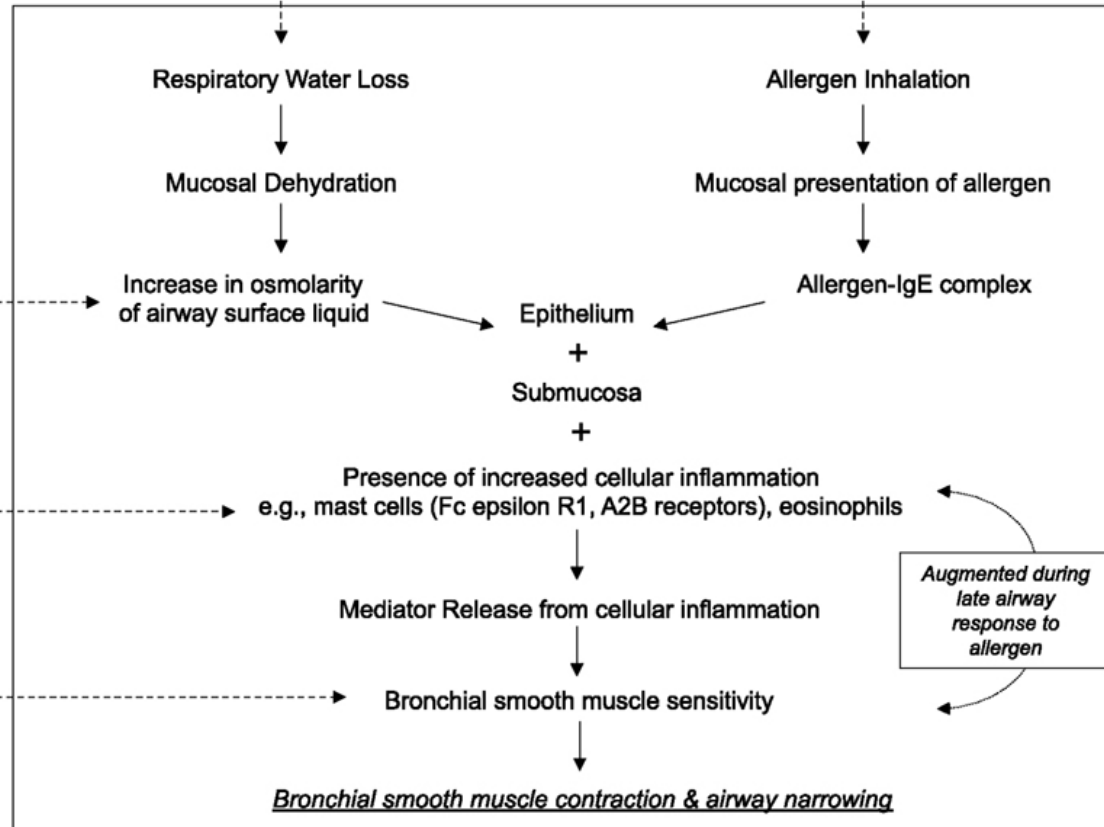 Respiratory Water Loss
Allergen Inhalation
Mucosal Dehydration
Mucosal presentation of allergen
Increase in osmolarity
of airway surface liquid
Allergen-IgE complex
Epithelium
+
Submucosa
+
Presence of increased cellular inflammation
e.g., mast cells (Fc epsilon R1, A2B receptors), eosinophils
Augmented during
late airway
response to
allergen
Mediator Release from cellular inflammation
Bronchial smooth muscle sensitivity
Bronchial smooth muscle contraction & airway narrowing